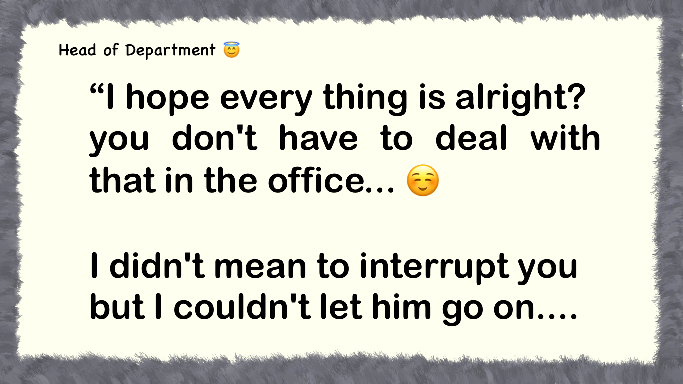 Head of Department 😇
“I hope every thing is alright?
you don't have to deal with
that in the office... ☺️
I didn't mean to interrupt you
but I couldn't let him go on....